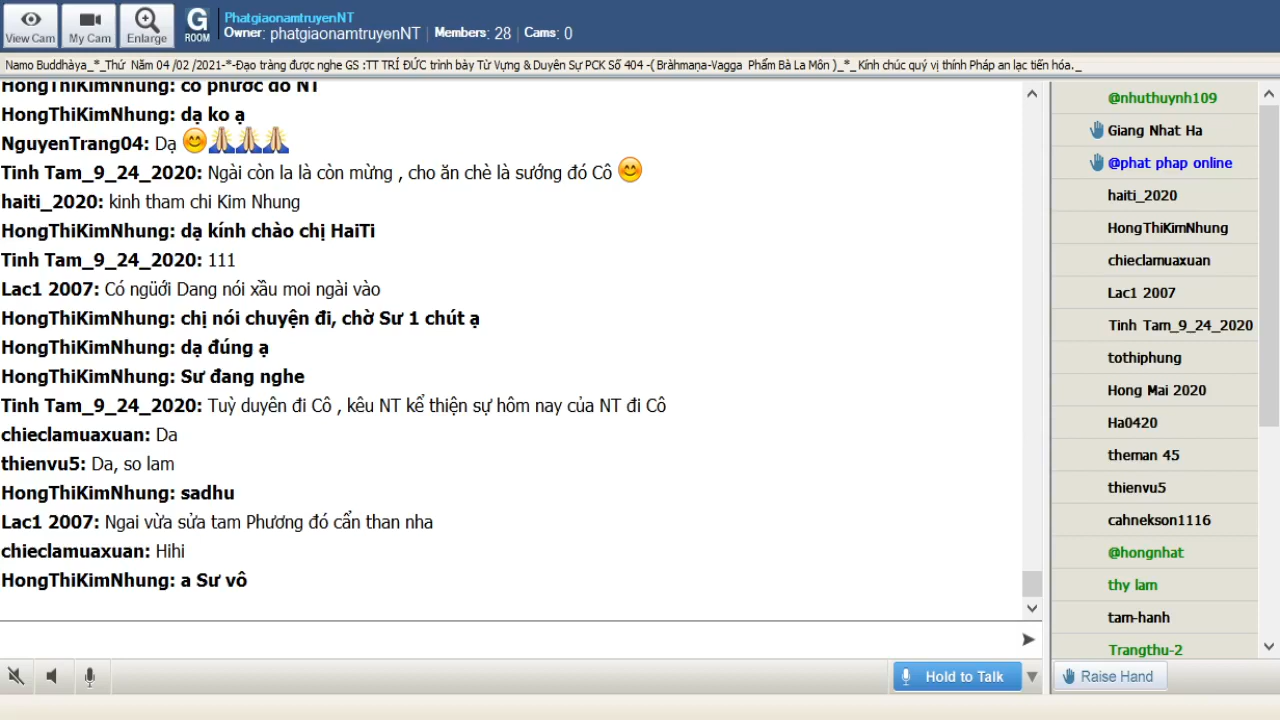 View Cam
My Cam
Enlarge
G
ROOM
PhatgiaonamtruyenNT
Owner: phatgiaonamtruyenNT | Members: 28 | Cams: 0
Namo Buddhàya_*_Thứ Năm 04 /02 /2021-*-Đạo tràng được nghe GS :TT TRÍ ĐỨC trình bày Từ Vựng & Duyên Sự PCK Số 404 -( Bràhmaṇa-Vagga Phẩm Bà La Môn )_*_ Kính chúc quý vị thính Pháp an lạc tiến hóa._
HongThiKimNhung: có phước đó NT
HongThiKimNhung: dạ ko ạ
NguyenTrang04: Dạ 😊🙏🙏🙏
Tinh Tam_9_24_2020: Ngài còn la là còn mừng , cho ăn chè là sướng đó Cô 😊
haiti_2020: kinh tham chi Kim Nhung
HongThiKimNhung: dạ kính chào chị HaiTi
Tinh Tam_9_24_2020: 111
Lac1 2007: Có ngüới Dang nói xầu moi ngài vào
HongThiKimNhung: chị nói chuyện đi, chờ Sư 1 chút ạ
HongThiKimNhung: dạ đúng ạ
HongThiKimNhung: Sư đang nghe
Tinh Tam_9_24_2020: Tuỳ duyên đi Cô , kêu NT kể thiện sự hôm nay của NT đi Cô
chieclamuaxuan: Da
thienvu5: Da, so lam
HongThiKimNhung: sadhu
Lac1 2007: Ngai vừa sửa tam Phương đó cẩn than nha
chieclamuaxuan: Hihi
HongThiKimNhung: a Sư vô
@nhuthuynh109
Giang Nhat Ha
@phat phap online
haiti_2020
HongThiKimNhung
chieclamuaxuan
Lac1 2007
Tinh Tam_9_24_2020
tothiphung
Hong Mai 2020
Ha0420
theman 45
thienvu5
cahnekson1116
@hongnhat
thy lam
tam-hanh
Trangthu-2
Hold to Talk
Raise Hand